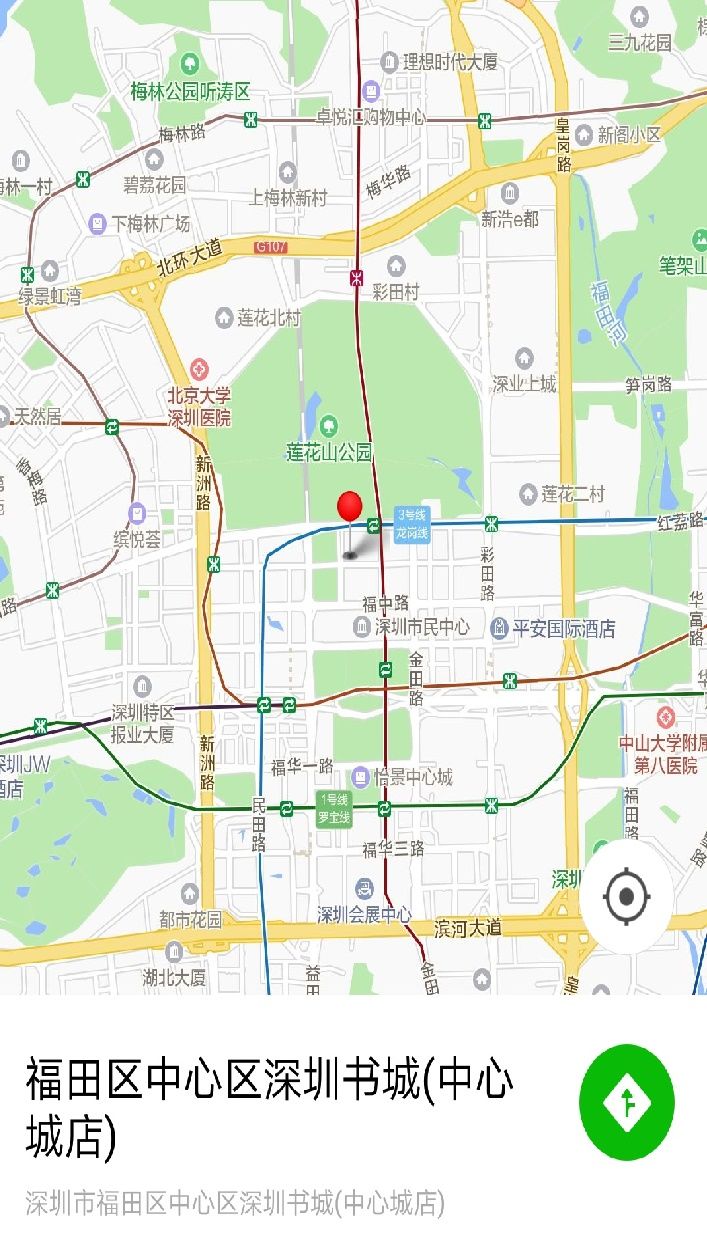 三九花园
理想时代大厦
梅林公园听涛区
卓悦汇购物中心
梅林路
皇岗路
新阁小区
林一村
碧荔花园
上梅林新村
梅华路
下梅林广场
新浩e都
G107
北环大道
笔架山
绿景虹湾
彩田村
福田河
莲花北村
深业上城
笋岗路
北京大学
深圳医院
天然居
莲花山公园
香梅路
新洲路
莲花二村
缤悦荟
3号线
龙岗线
红荔路
彩田路
福中路
华富路
深圳市民中心
平安国际酒店
金田路
深圳特区
报业大厦
中山大学附属
第八医院
深圳JW
酒店
新洲路
福华一路
怡景中心城
1号线
罗宝线
民田路
福田路
福华三路
深圳
深圳会展中心
都市花园
滨河大道
湖北大厦
益田
金田
福田区中心区深圳书城(中心
城店)
深圳市福田区中心区深圳书城(中心城店)